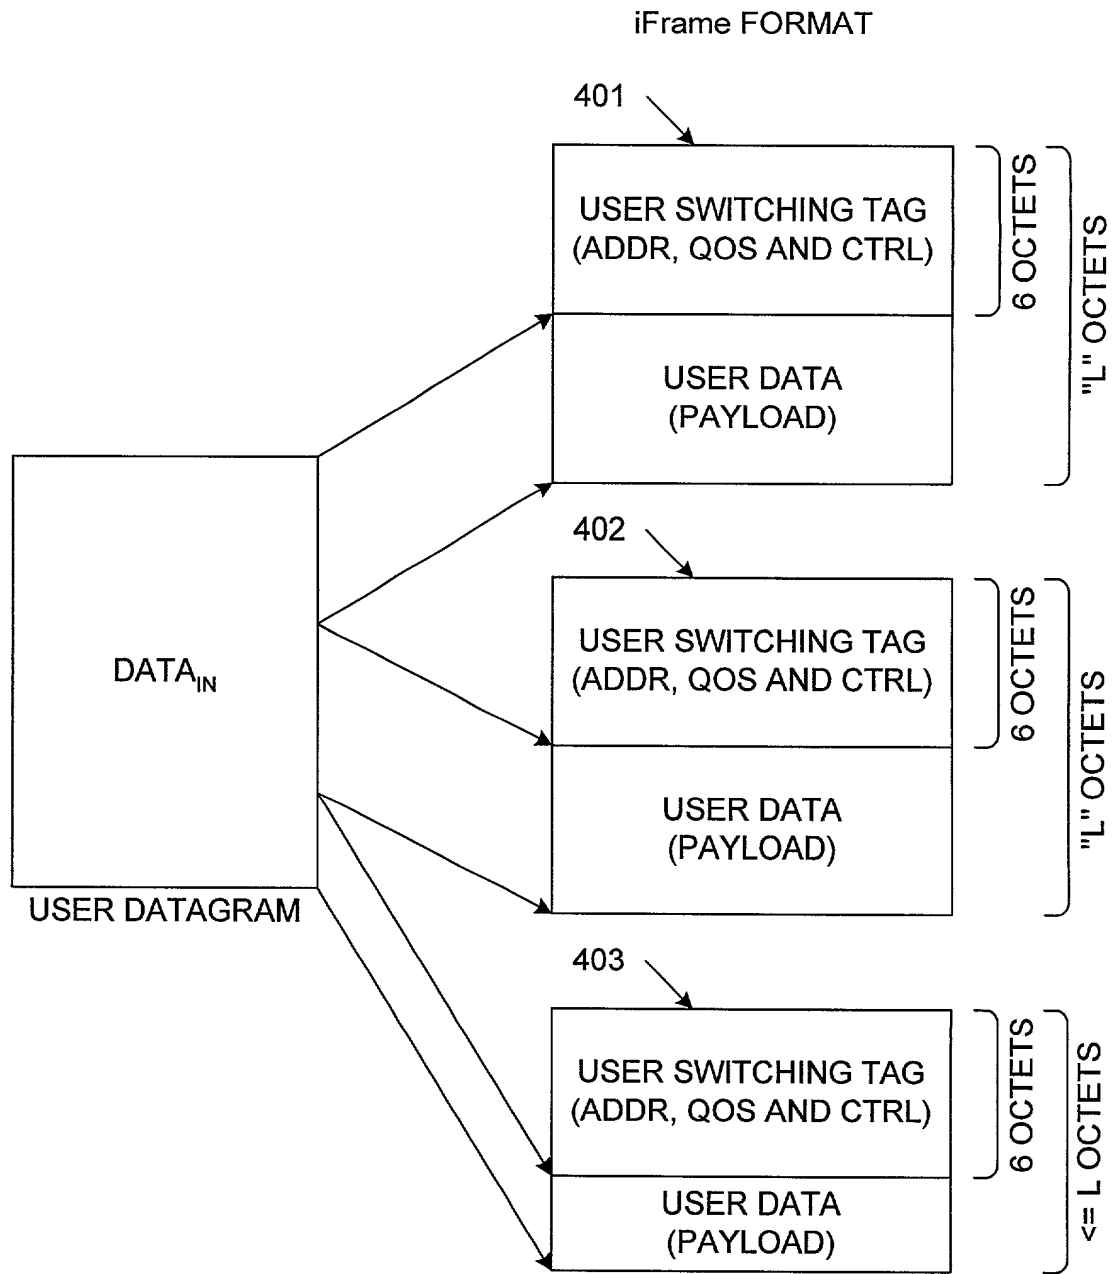 iFrame FORMAT
401
USER SWITCHING TAG
(ADDR, QOS AND CTRL)
6 OCTETS
"L" OCTETS
USER DATA
(PAYLOAD)
402
USER SWITCHING TAG
(ADDR, QOS AND CTRL)
6 OCTETS
"L" OCTETS
USER DATA
(PAYLOAD)
DATAIN
USER DATAGRAM
403
USER SWITCHING TAG
(ADDR, QOS AND CTRL)
6 OCTETS
<= L OCTETS
USER DATA
(PAYLOAD)